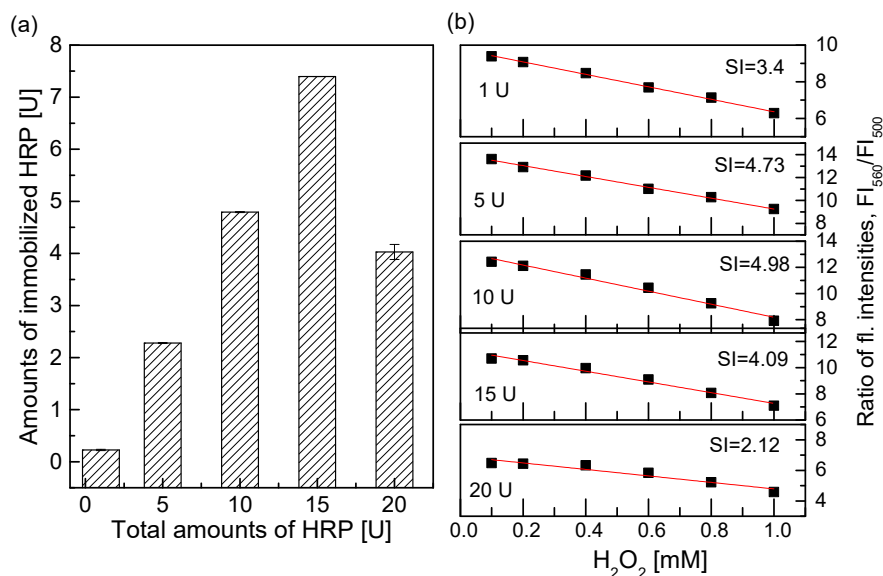 (a)
8
7
6
5
4
3
2
1
0
Amounts of immobilized HRP [U]
0 5 10 15 20
Total amounts of HRP [U]
(b)
SI=3.4
1 U
10
8
6
SI=4.73
5 U
14
12
10
8
SI=4.98
10 U
14
12
10
8
SI=4.09
15 U
10
8
6
SI=2.12
20 U
8
6
4
0.0 0.2 0.4 0.6 0.8 1.0
H₂O₂ [mM]
Ratio of fl. intensities, FI₅₆₀/FI₅₀₀